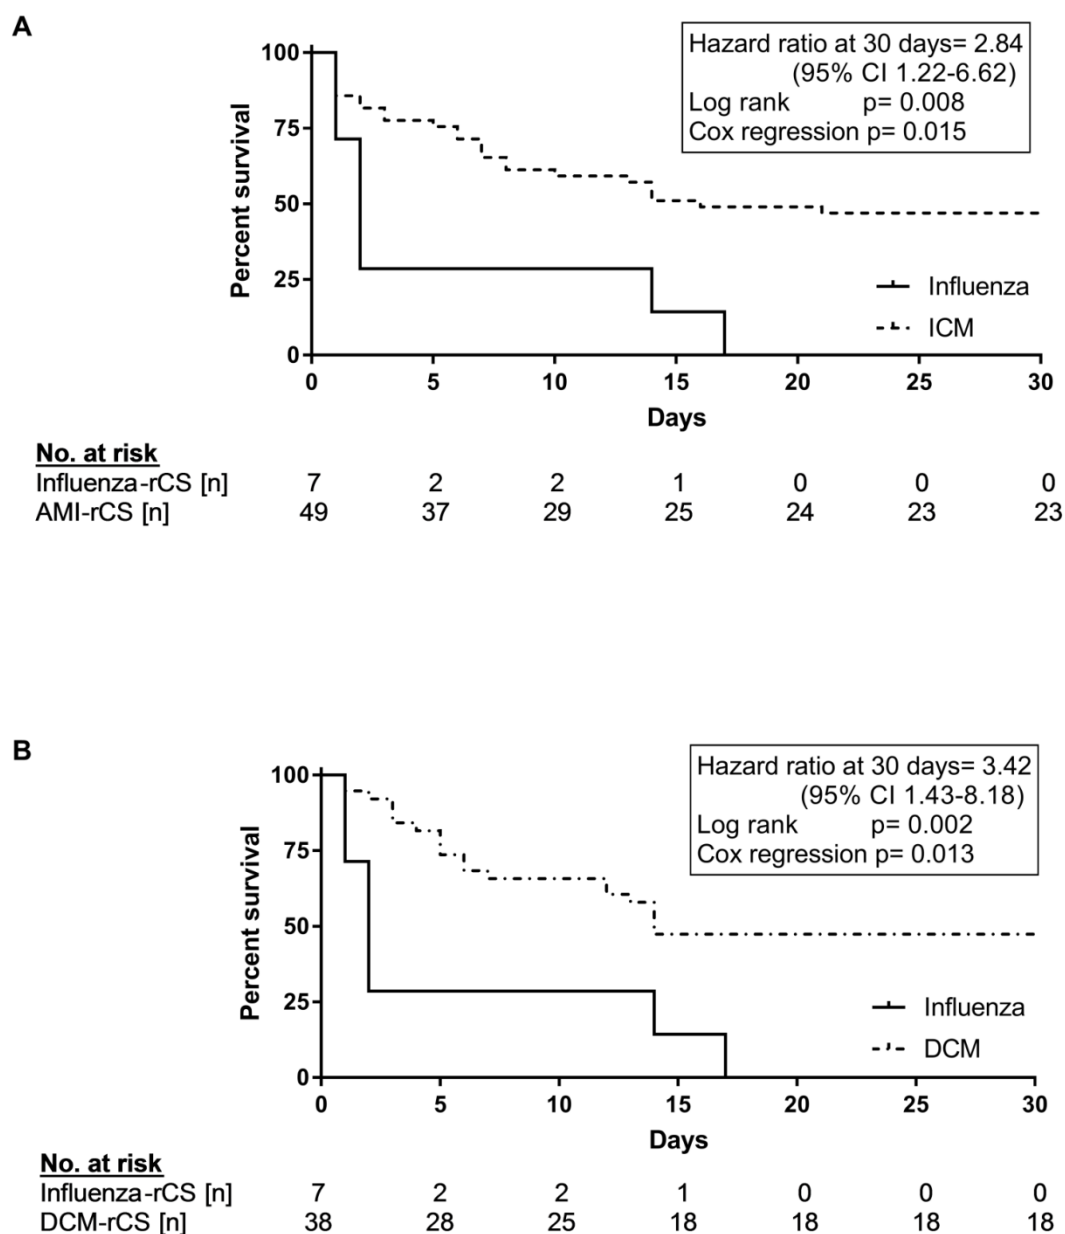 A
Hazard ratio at 30 days= 2.84
(95% CI 1.22-6.62)
Log rank p= 0.008
Cox regression p= 0.015
100
75
50
25
0
Percent survival
Influenza
ICM
0 5 10 15 20 25 30
Days
No. at risk
Influenza-rCS [n] 7 2 2 1 0 0 0
AMI-rCS [n] 49 37 29 25 24 23 23
B
Hazard ratio at 30 days= 3.42
(95% CI 1.43-8.18)
Log rank p= 0.002
Cox regression p= 0.013
100
75
50
25
0
Percent survival
Influenza
DCM
0 5 10 15 20 25 30
Days
No. at risk
Influenza-rCS [n] 7 2 2 1 0 0 0
DCM-rCS [n] 38 28 25 18 18 18 18